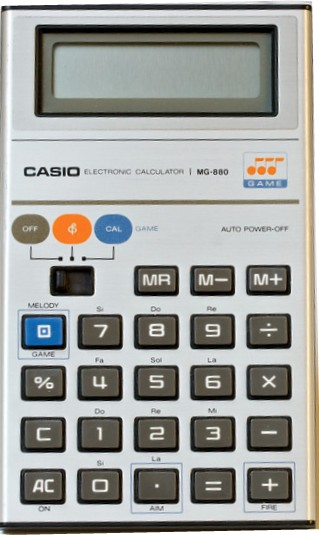 CASIO ELECTRONIC CALCULATOR | MG-880
GAME
OFF CAL GAME AUTO POWER-OFF
MR M− M+
MELODY Si Do Re
7 8 9 ÷
GAME Fa Sol La
% 4 5 6 ×
Do Re Mi
C 1 2 3 −
Si La
AC 0 . = +
ON AIM FIRE